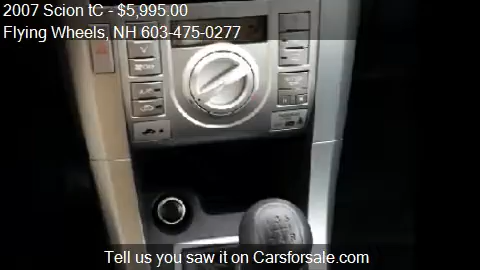 2007 Scion tC - $5,995.00
Flying Wheels, NH 603-475-0277
Tell us you saw it on Carsforsale.com